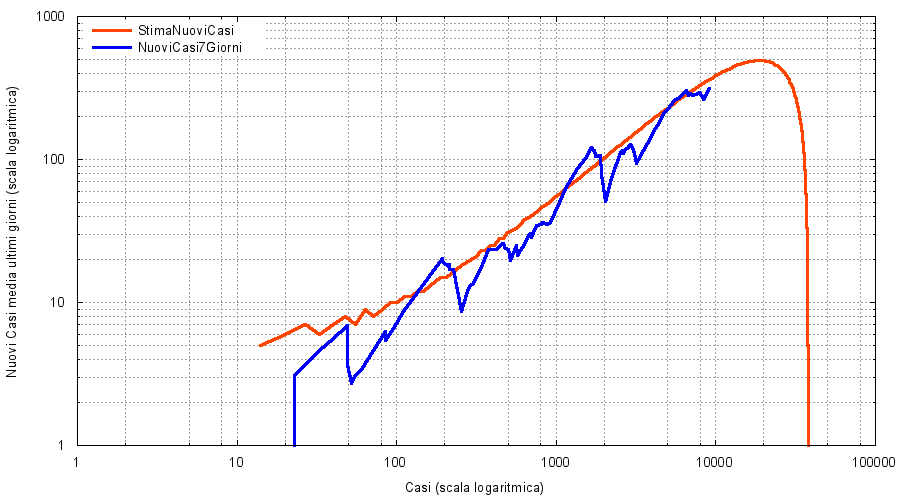 1000
StimaNuoviCasi
NuoviCasi7Giorni
100
10
1
Nuovi Casi media ultimi giorni (scala logaritmica)
1 10 100 1000 10000 100000
Casi (scala logaritmica)